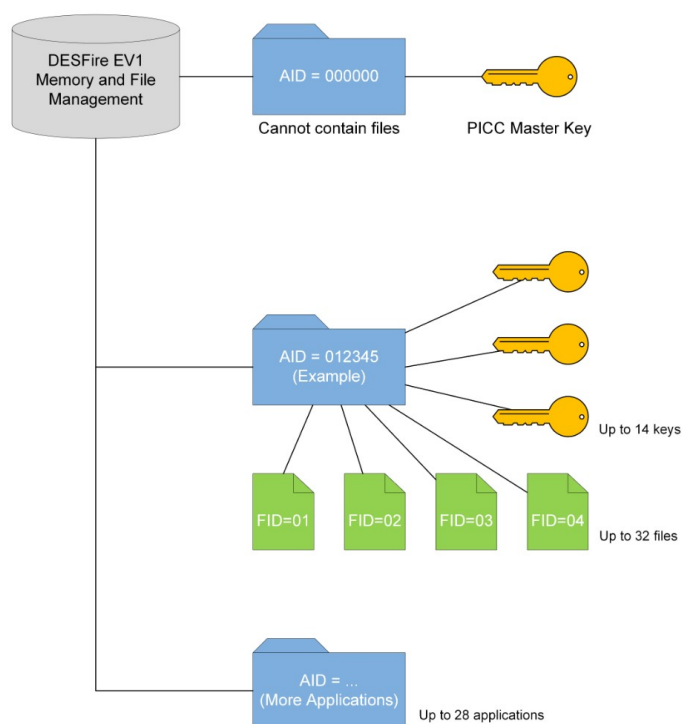 DESFire EV1
Memory and File
Management
AID = 000000
Cannot contain files
PICC Master Key
AID = 012345
(Example)
Up to 14 keys
FID=01
FID=02
FID=03
FID=04
Up to 32 files
AID = ...
(More Applications)
Up to 28 applications